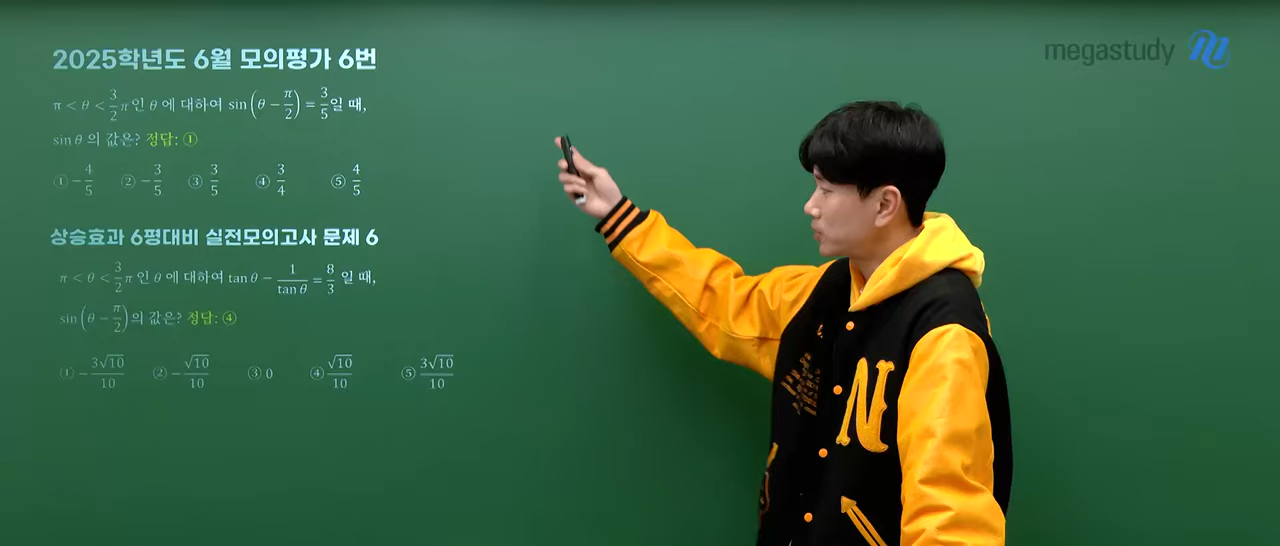 2025학년도 6월 모의평가 6번
π < θ < 3/2 π 인 θ 에 대하여 sin(θ − π/2) = 3/5 일 때,
sin θ 의 값은? 정답: ①
① −4/5 ② −3/5 ③ 3/5 ④ 3/4 ⑤ 4/5
상승효과 6평대비 실전모의고사 문제 6
π < θ < 3/2 π 인 θ 에 대하여 tan θ − 1/tan θ = 8/3 일 때,
sin(θ − π/2)의 값은? 정답: ④
① −3√10/10 ② −√10/10 ③ 0 ④ √10/10 ⑤ 3√10/10
megastudy
N